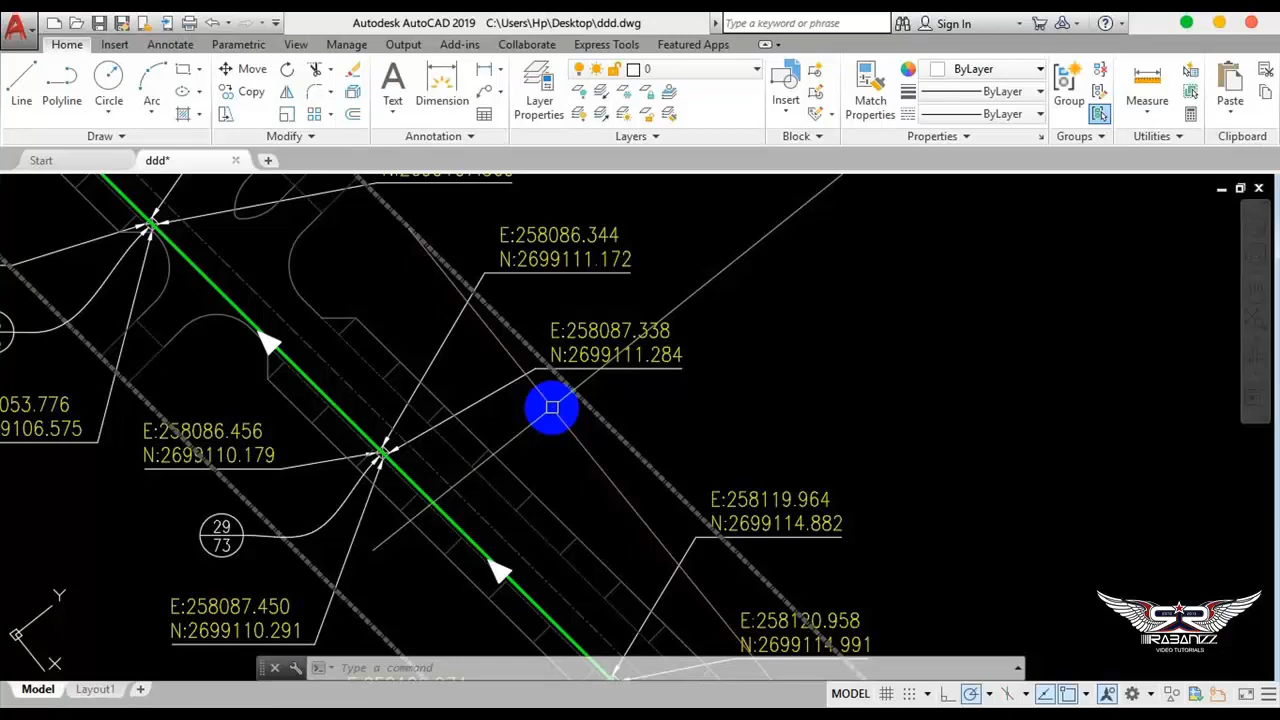 Autodesk AutoCAD 2019 C:\Users\Hp\Desktop\ddd.dwg
Type a keyword or phrase
Sign In
Home Insert Annotate Parametric View Manage Output Add-ins Collaborate Express Tools Featured Apps
Line
Polyline
Circle
Arc
Draw
Move
Copy
Modify
Text
Dimension
Annotation
Layer
Properties
0
Layers
Insert
Block
Match
Properties
ByLayer
ByLayer
ByLayer
Properties
Group
Groups
Measure
Utilities
Paste
Clipboard
Start
ddd*
E:258086.344
N:2699111.172
E:258087.338
N:2699111.284
053.776
9106.575
E:258086.456
N:2699110.179
29
73
E:258119.964
N:2699114.882
E:258087.450
N:2699110.291
E:258120.958
N:2699114.991
Y
X
Type a command
Model
Layout1
MODEL
VIDEO TUTORIALS